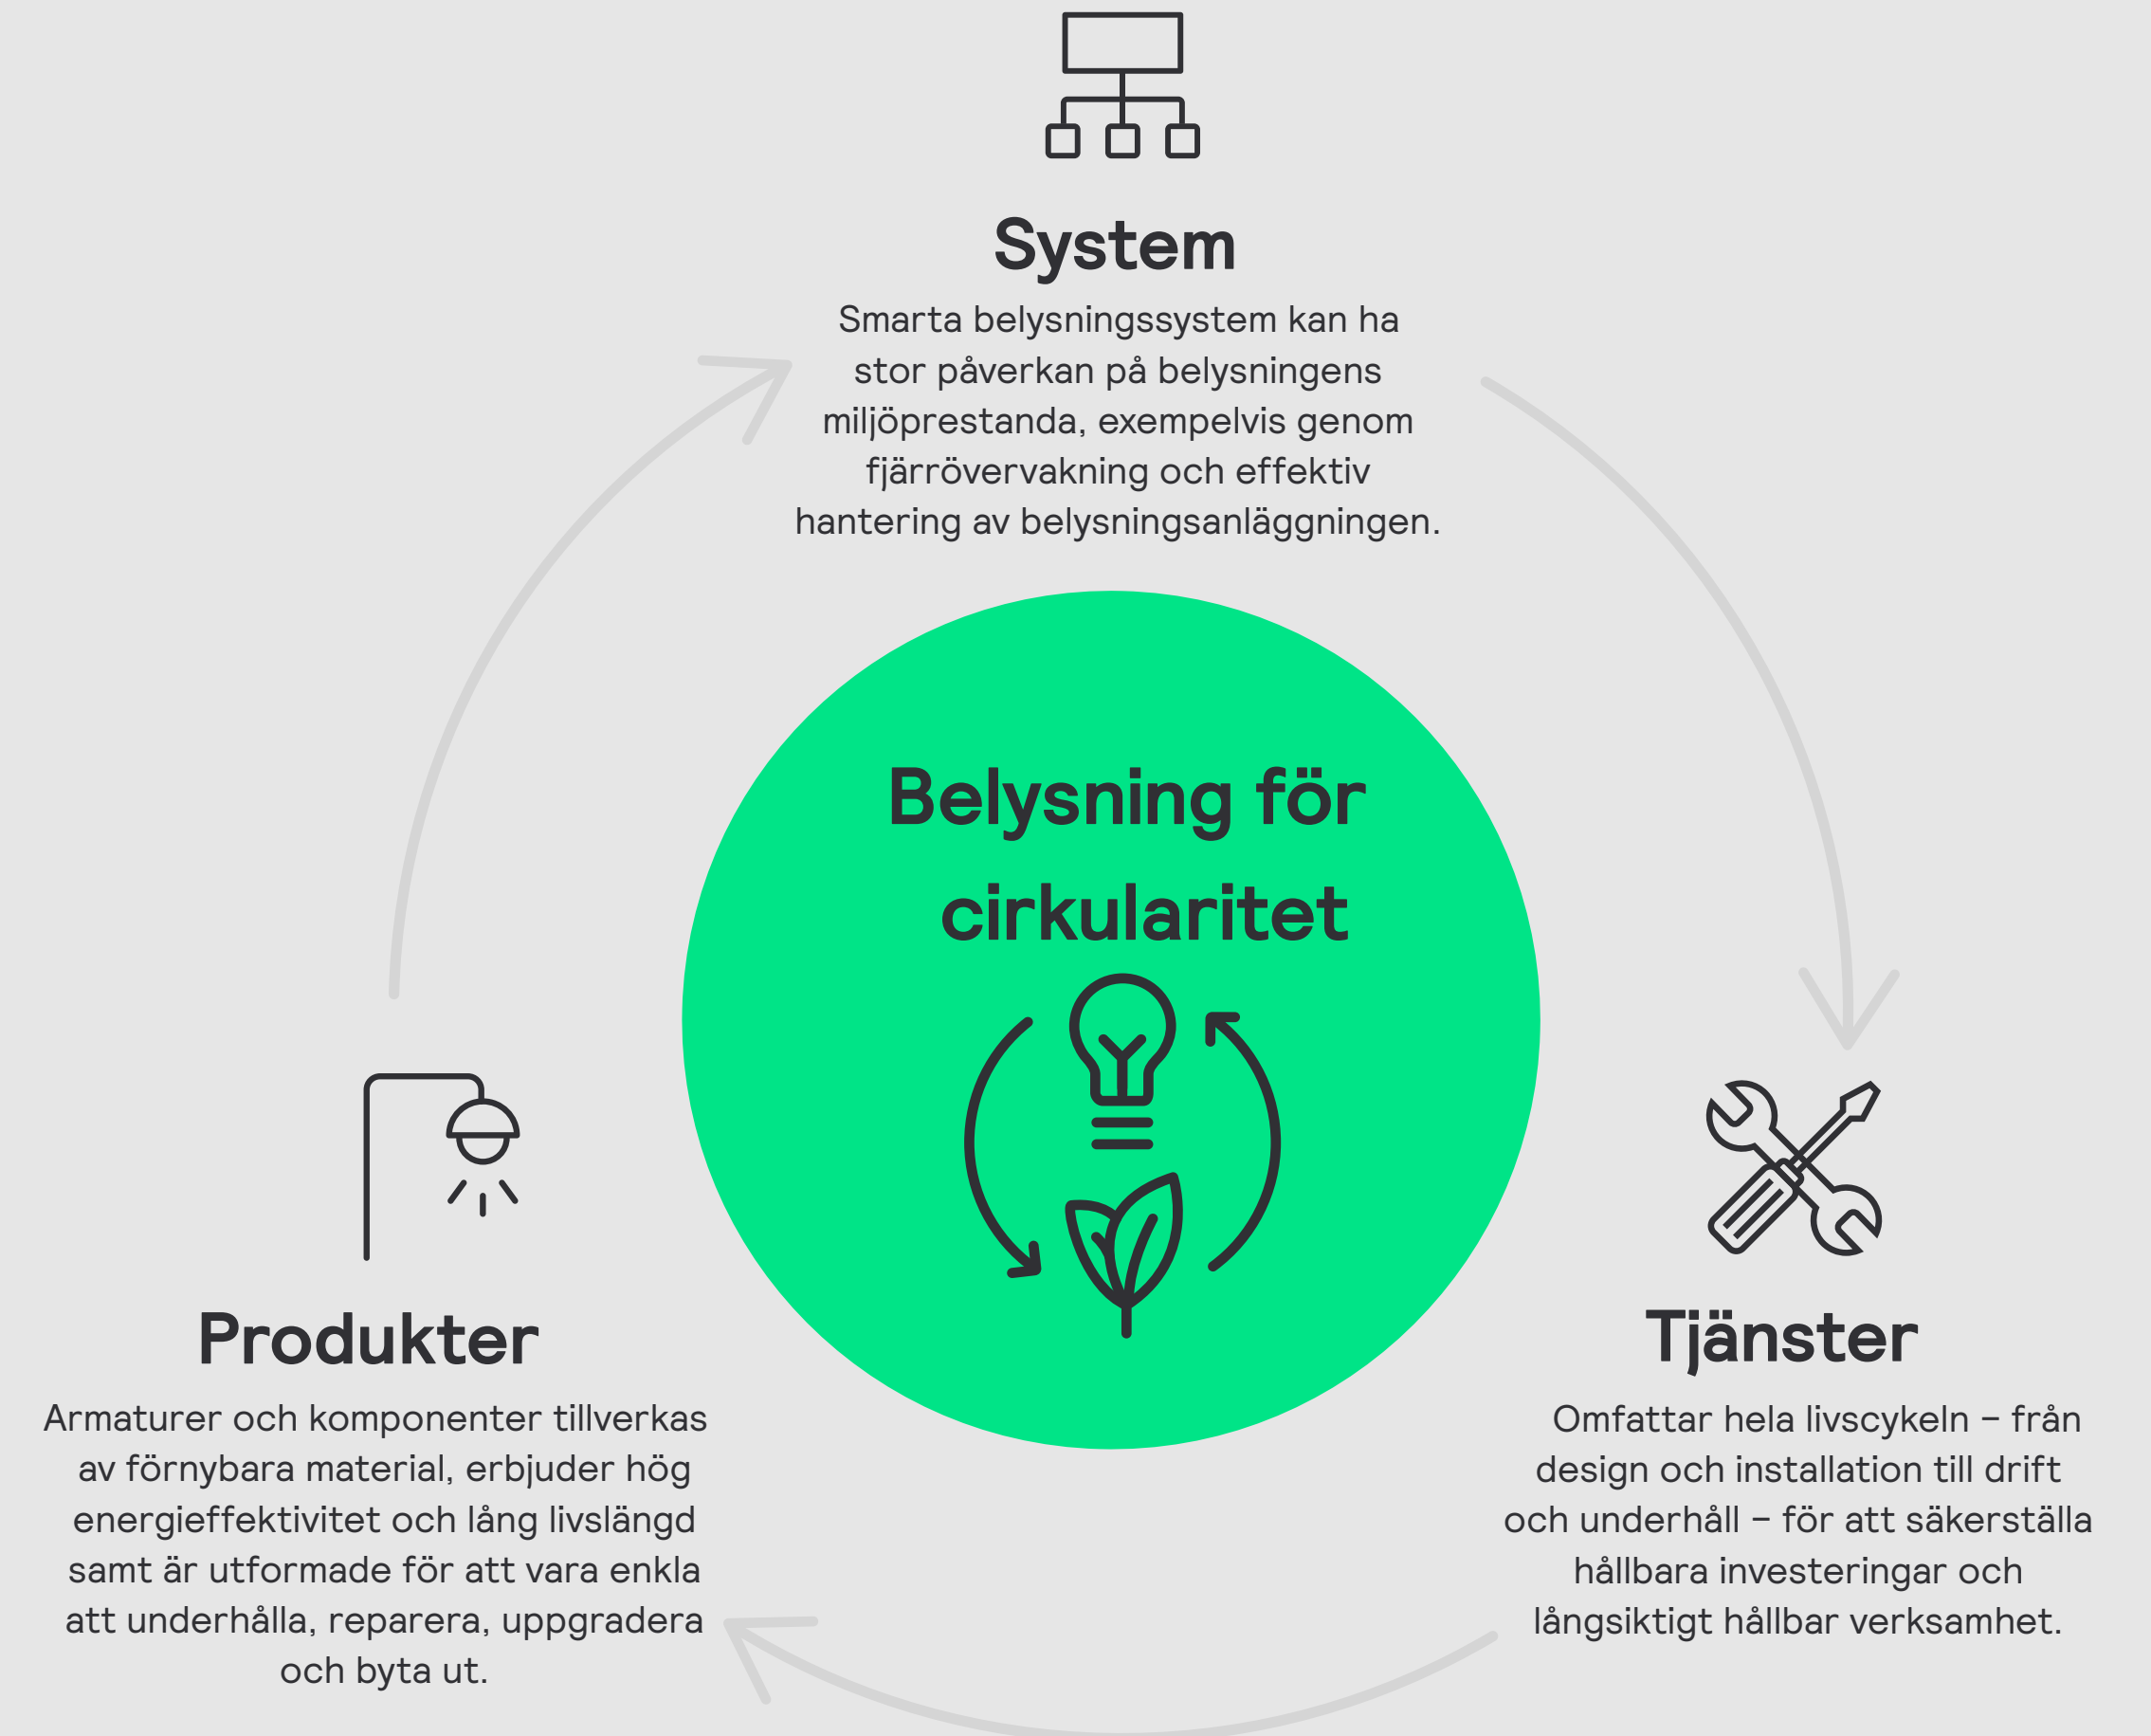 System
Smarta belysningssystem kan ha
stor påverkan på belysningens
miljöprestanda, exempelvis genom
fjärrövervakning och effektiv
hantering av belysningsanläggningen.
Belysning för
cirkularitet
Produkter
Armaturer och komponenter tillverkas
av förnybara material, erbjuder hög
energieffektivitet och lång livslängd
samt är utformade för att vara enkla
att underhålla, reparera, uppgradera
och byta ut.
Tjänster
Omfattar hela livscykeln – från
design och installation till drift
och underhåll – för att säkerställa
hållbara investeringar och
långsiktigt hållbar verksamhet.